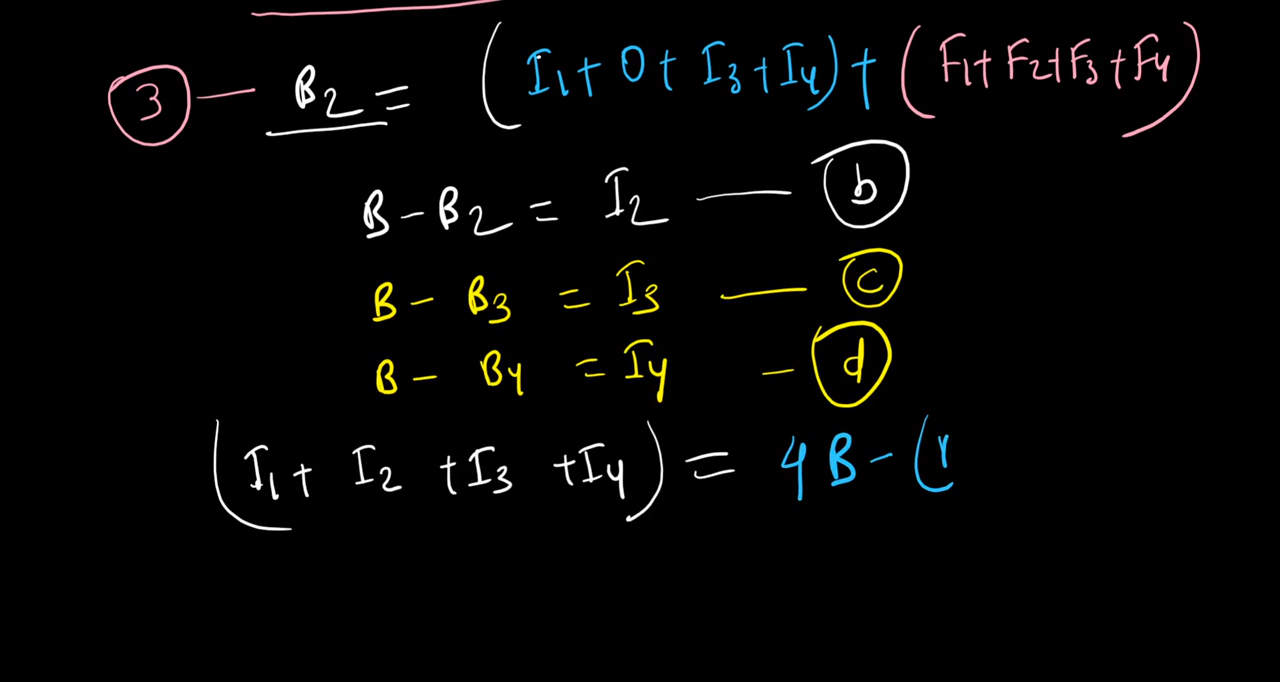 3 — B2 = (I1 + 0 + I3 + I4) + (F1 + F2 + F3 + F4)
B - B2 = I2 — b
B - B3 = I3 — c
B - B4 = I4 - d
(I1 + I2 + I3 + I4) = 4B - (